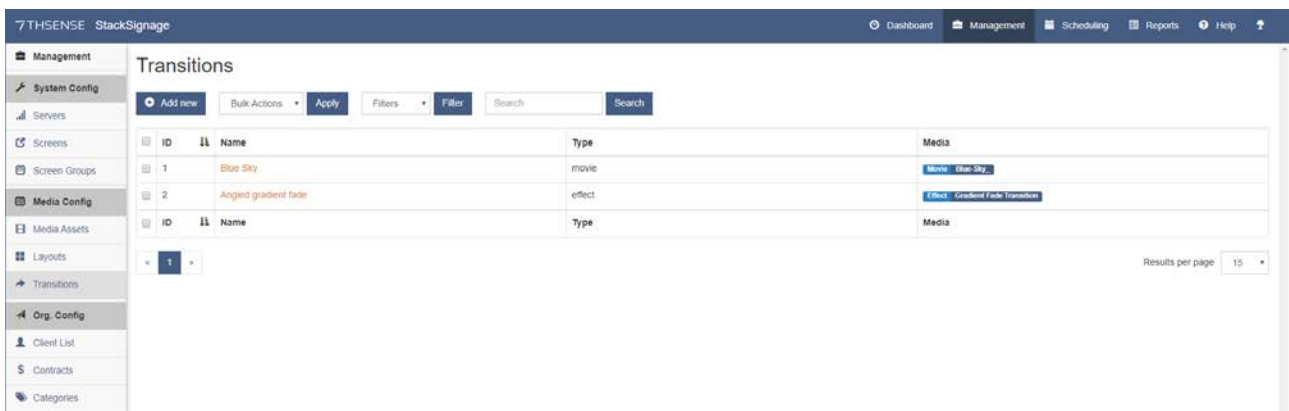 7THSENSE StackSignage
Dashboard Management Scheduling Reports Help
Management
System Config
Servers
Screens
Screen Groups
Media Config
Media Assets
Layouts
Transitions
Org. Config
Client List
Contracts
Categories
Transitions
Add new Bulk Actions Apply Filters Filter Search Search
ID Name Type Media
1 Blue Sky movie Movie Blue-Sky_
2 Angled gradient fade effect Effect Gradient Fade Transition
ID Name Type Media
« 1 » Results per page 15